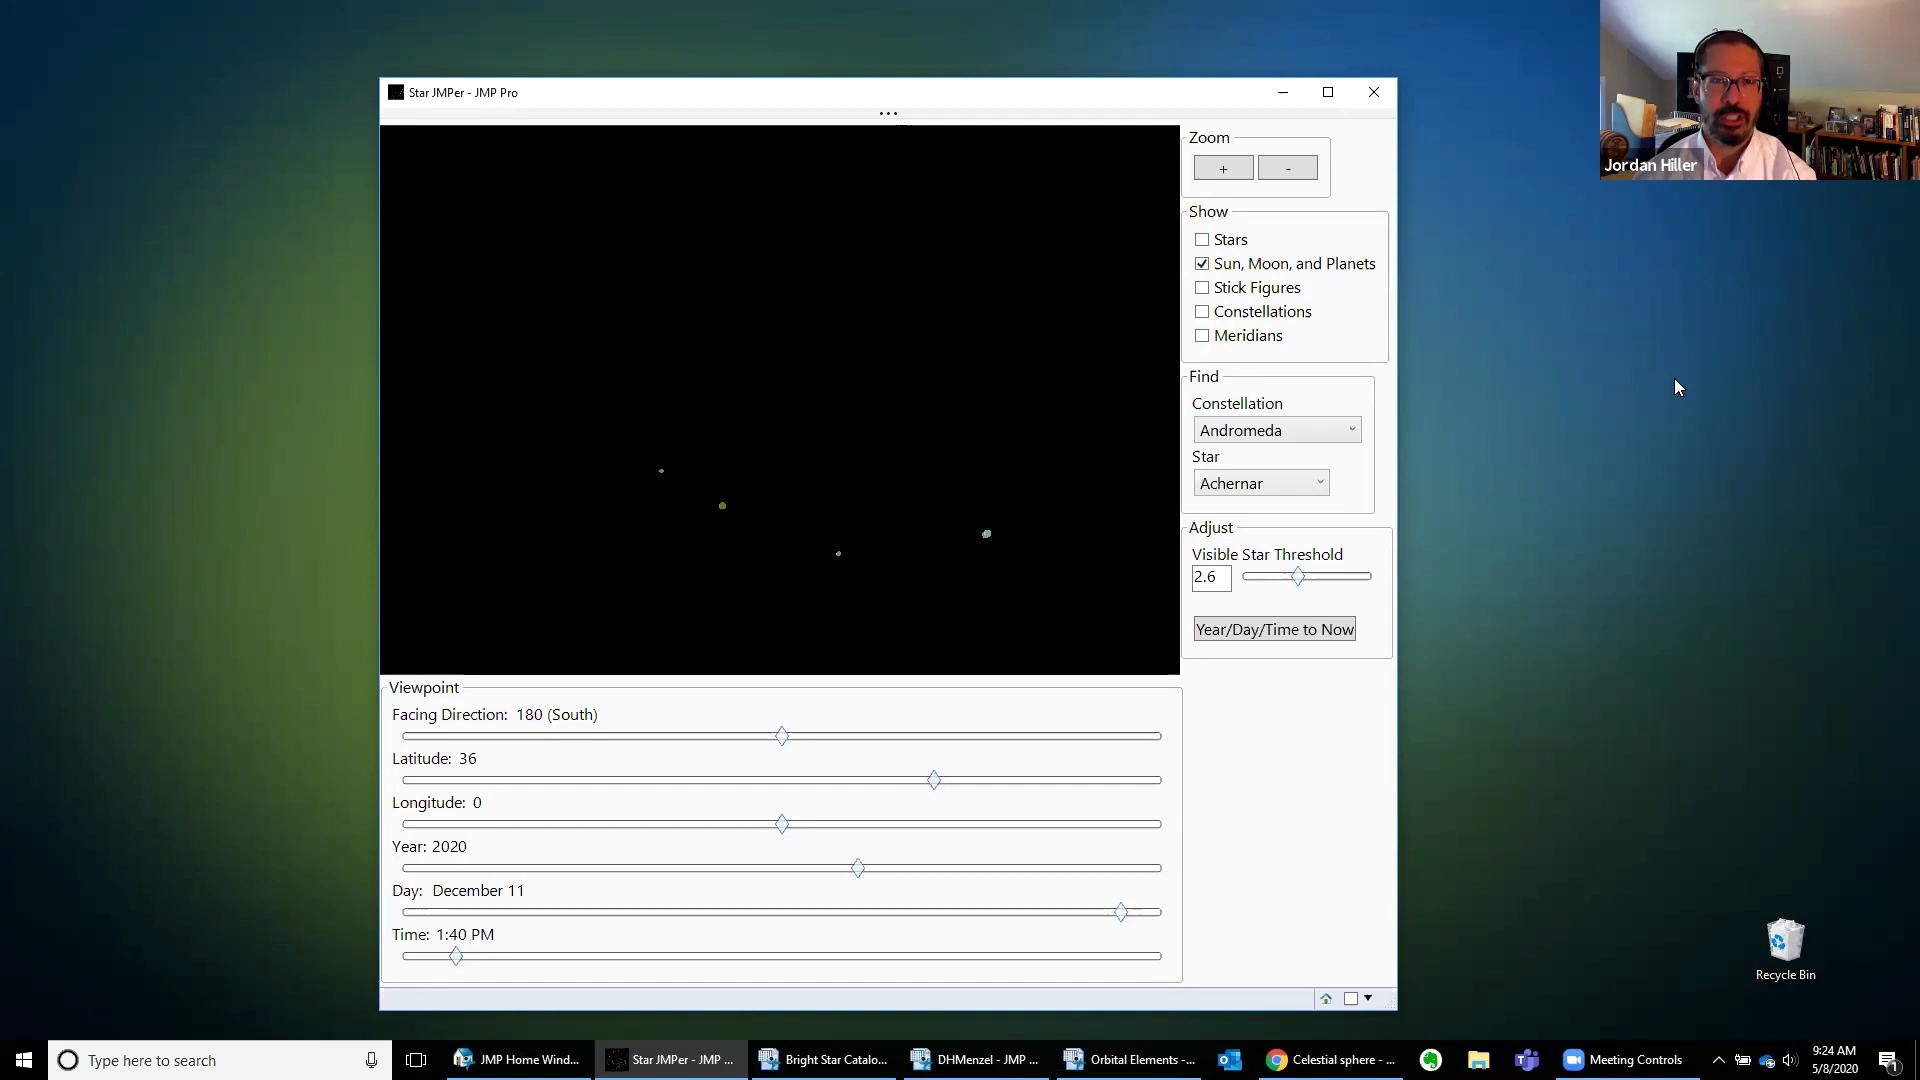 Star JMPer - JMP Pro
Jordan Hiller
Zoom
+
-
Show
Stars
Sun, Moon, and Planets
Stick Figures
Constellations
Meridians
Find
Constellation
Andromeda
Star
Achernar
Adjust
Visible Star Threshold
2.6
Year/Day/Time to Now
Viewpoint
Facing Direction: 180 (South)
Latitude: 36
Longitude: 0
Year: 2020
Day: December 11
Time: 1:40 PM
Recycle Bin
Type here to search
JMP Home Wind...
Star JMPer - JMP ...
Bright Star Catalo...
DHMenzel - JMP ...
Orbital Elements -...
Celestial sphere - ...
Meeting Controls
9:24 AM
5/8/2020
1